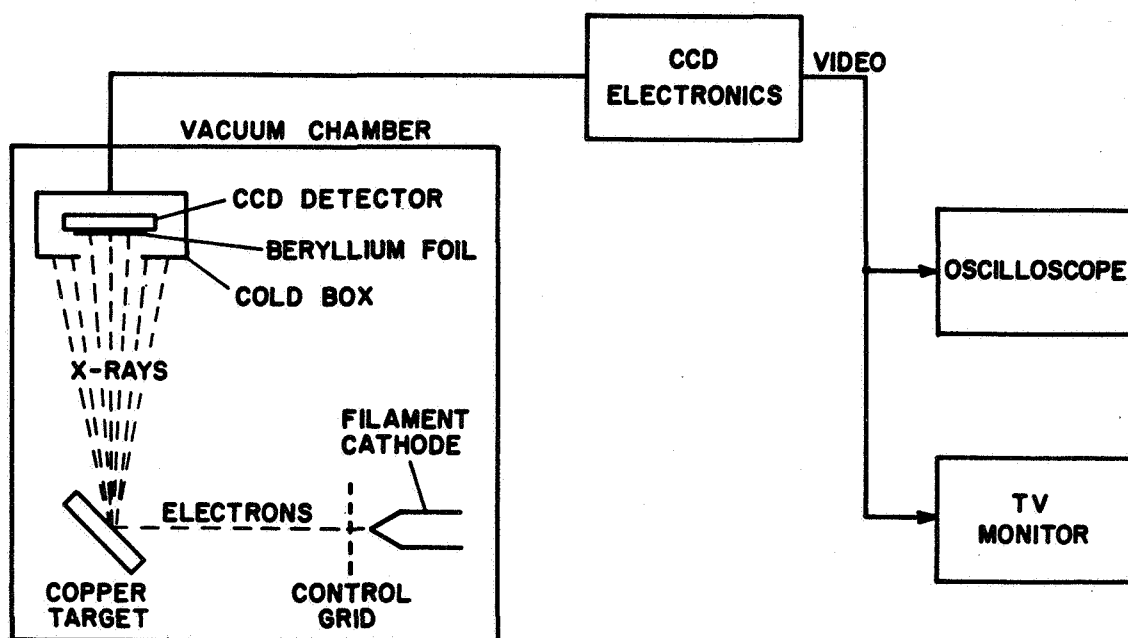 CCD
ELECTRONICS
VIDEO
VACUUM CHAMBER
CCD DETECTOR
BERYLLIUM FOIL
COLD BOX
OSCILLOSCOPE
X-RAYS
FILAMENT
CATHODE
ELECTRONS
TV
MONITOR
COPPER
TARGET
CONTROL
GRID